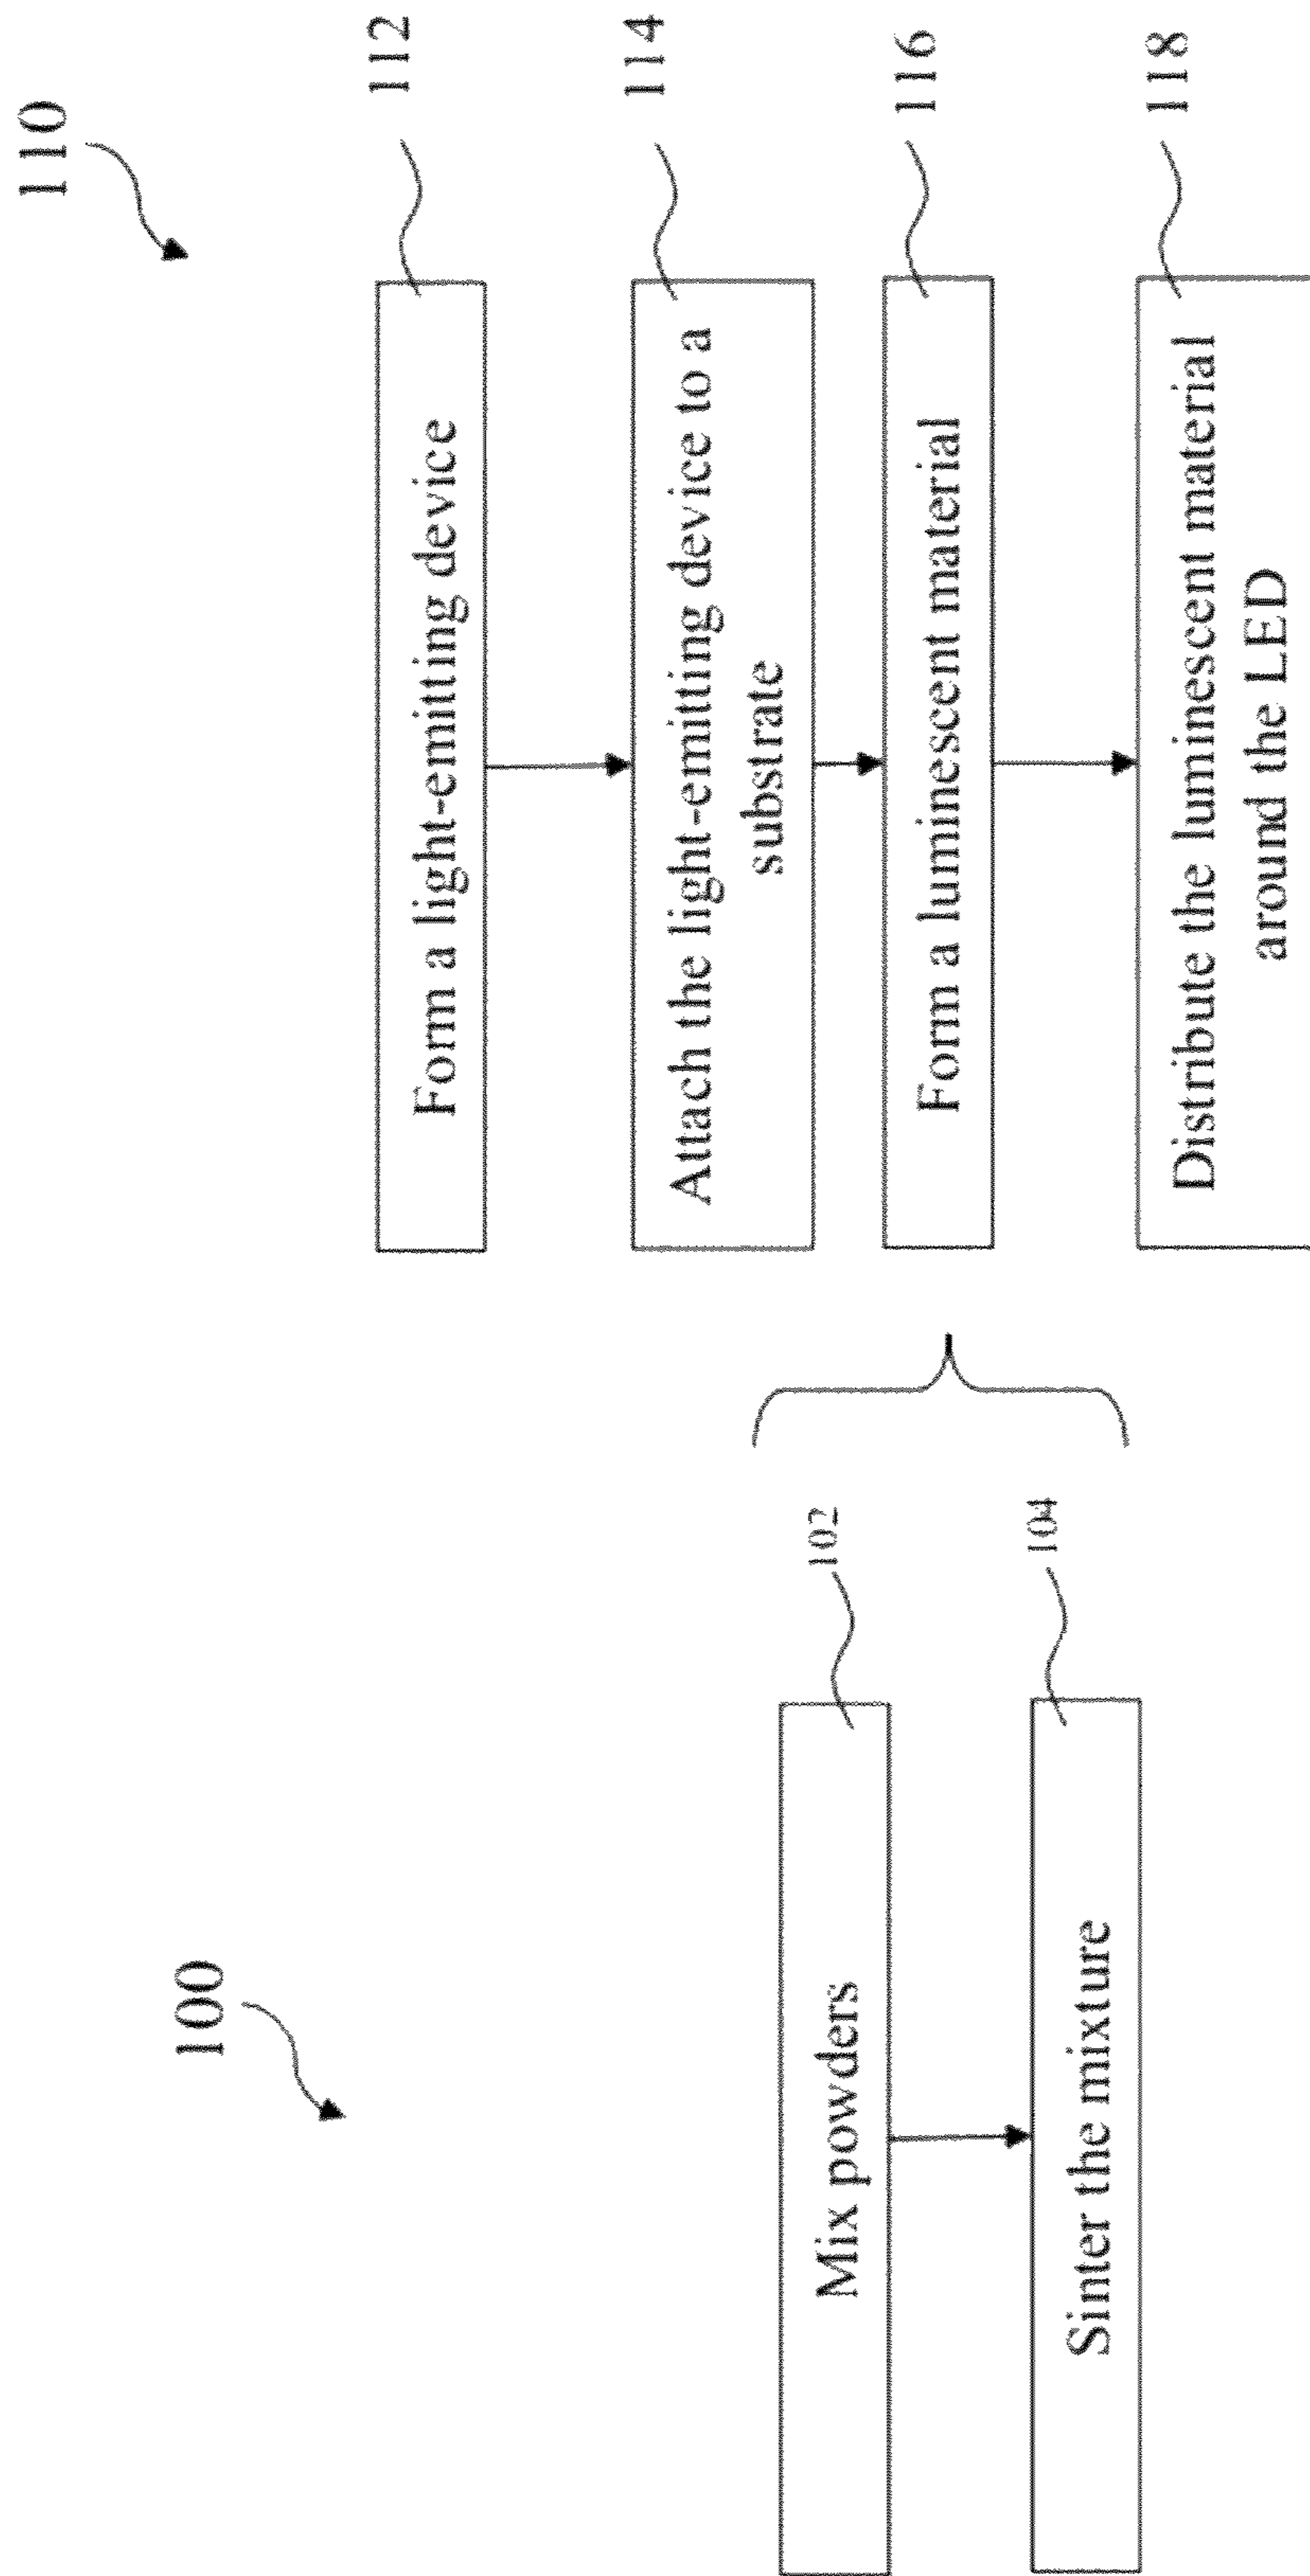 100
Mix powders
102
Sinter the mixture
104
110
Form a light-emitting device
112
Attach the light-emitting device to a
substrate
114
Form a luminescent material
116
Distribute the luminescent material
around the LED
118